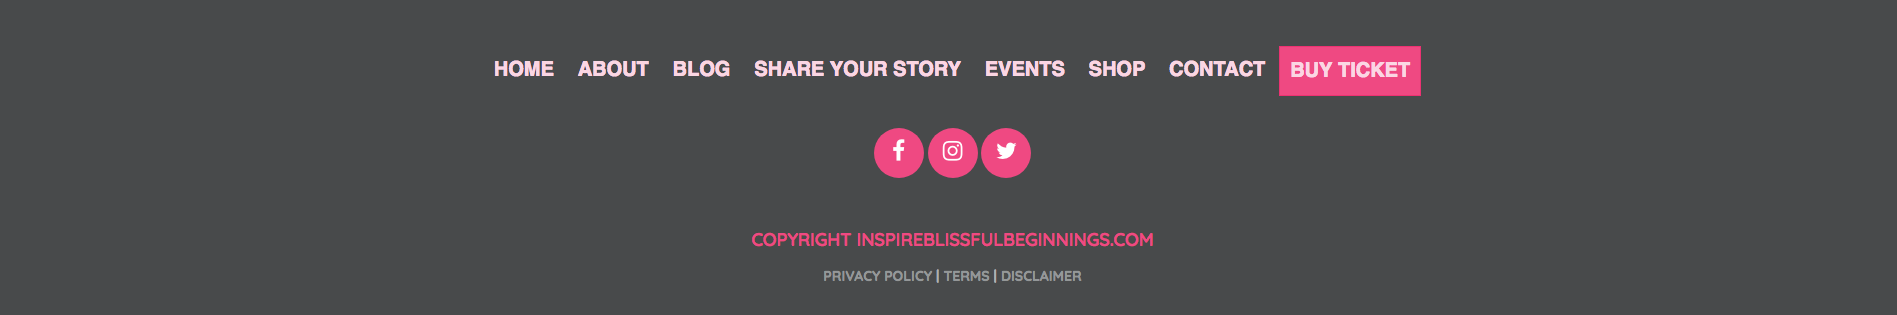 HOME ABOUT BLOG SHARE YOUR STORY EVENTS SHOP CONTACT BUY TICKET
COPYRIGHT INSPIREBLISSFULBEGINNINGS.COM
PRIVACY POLICY | TERMS | DISCLAIMER